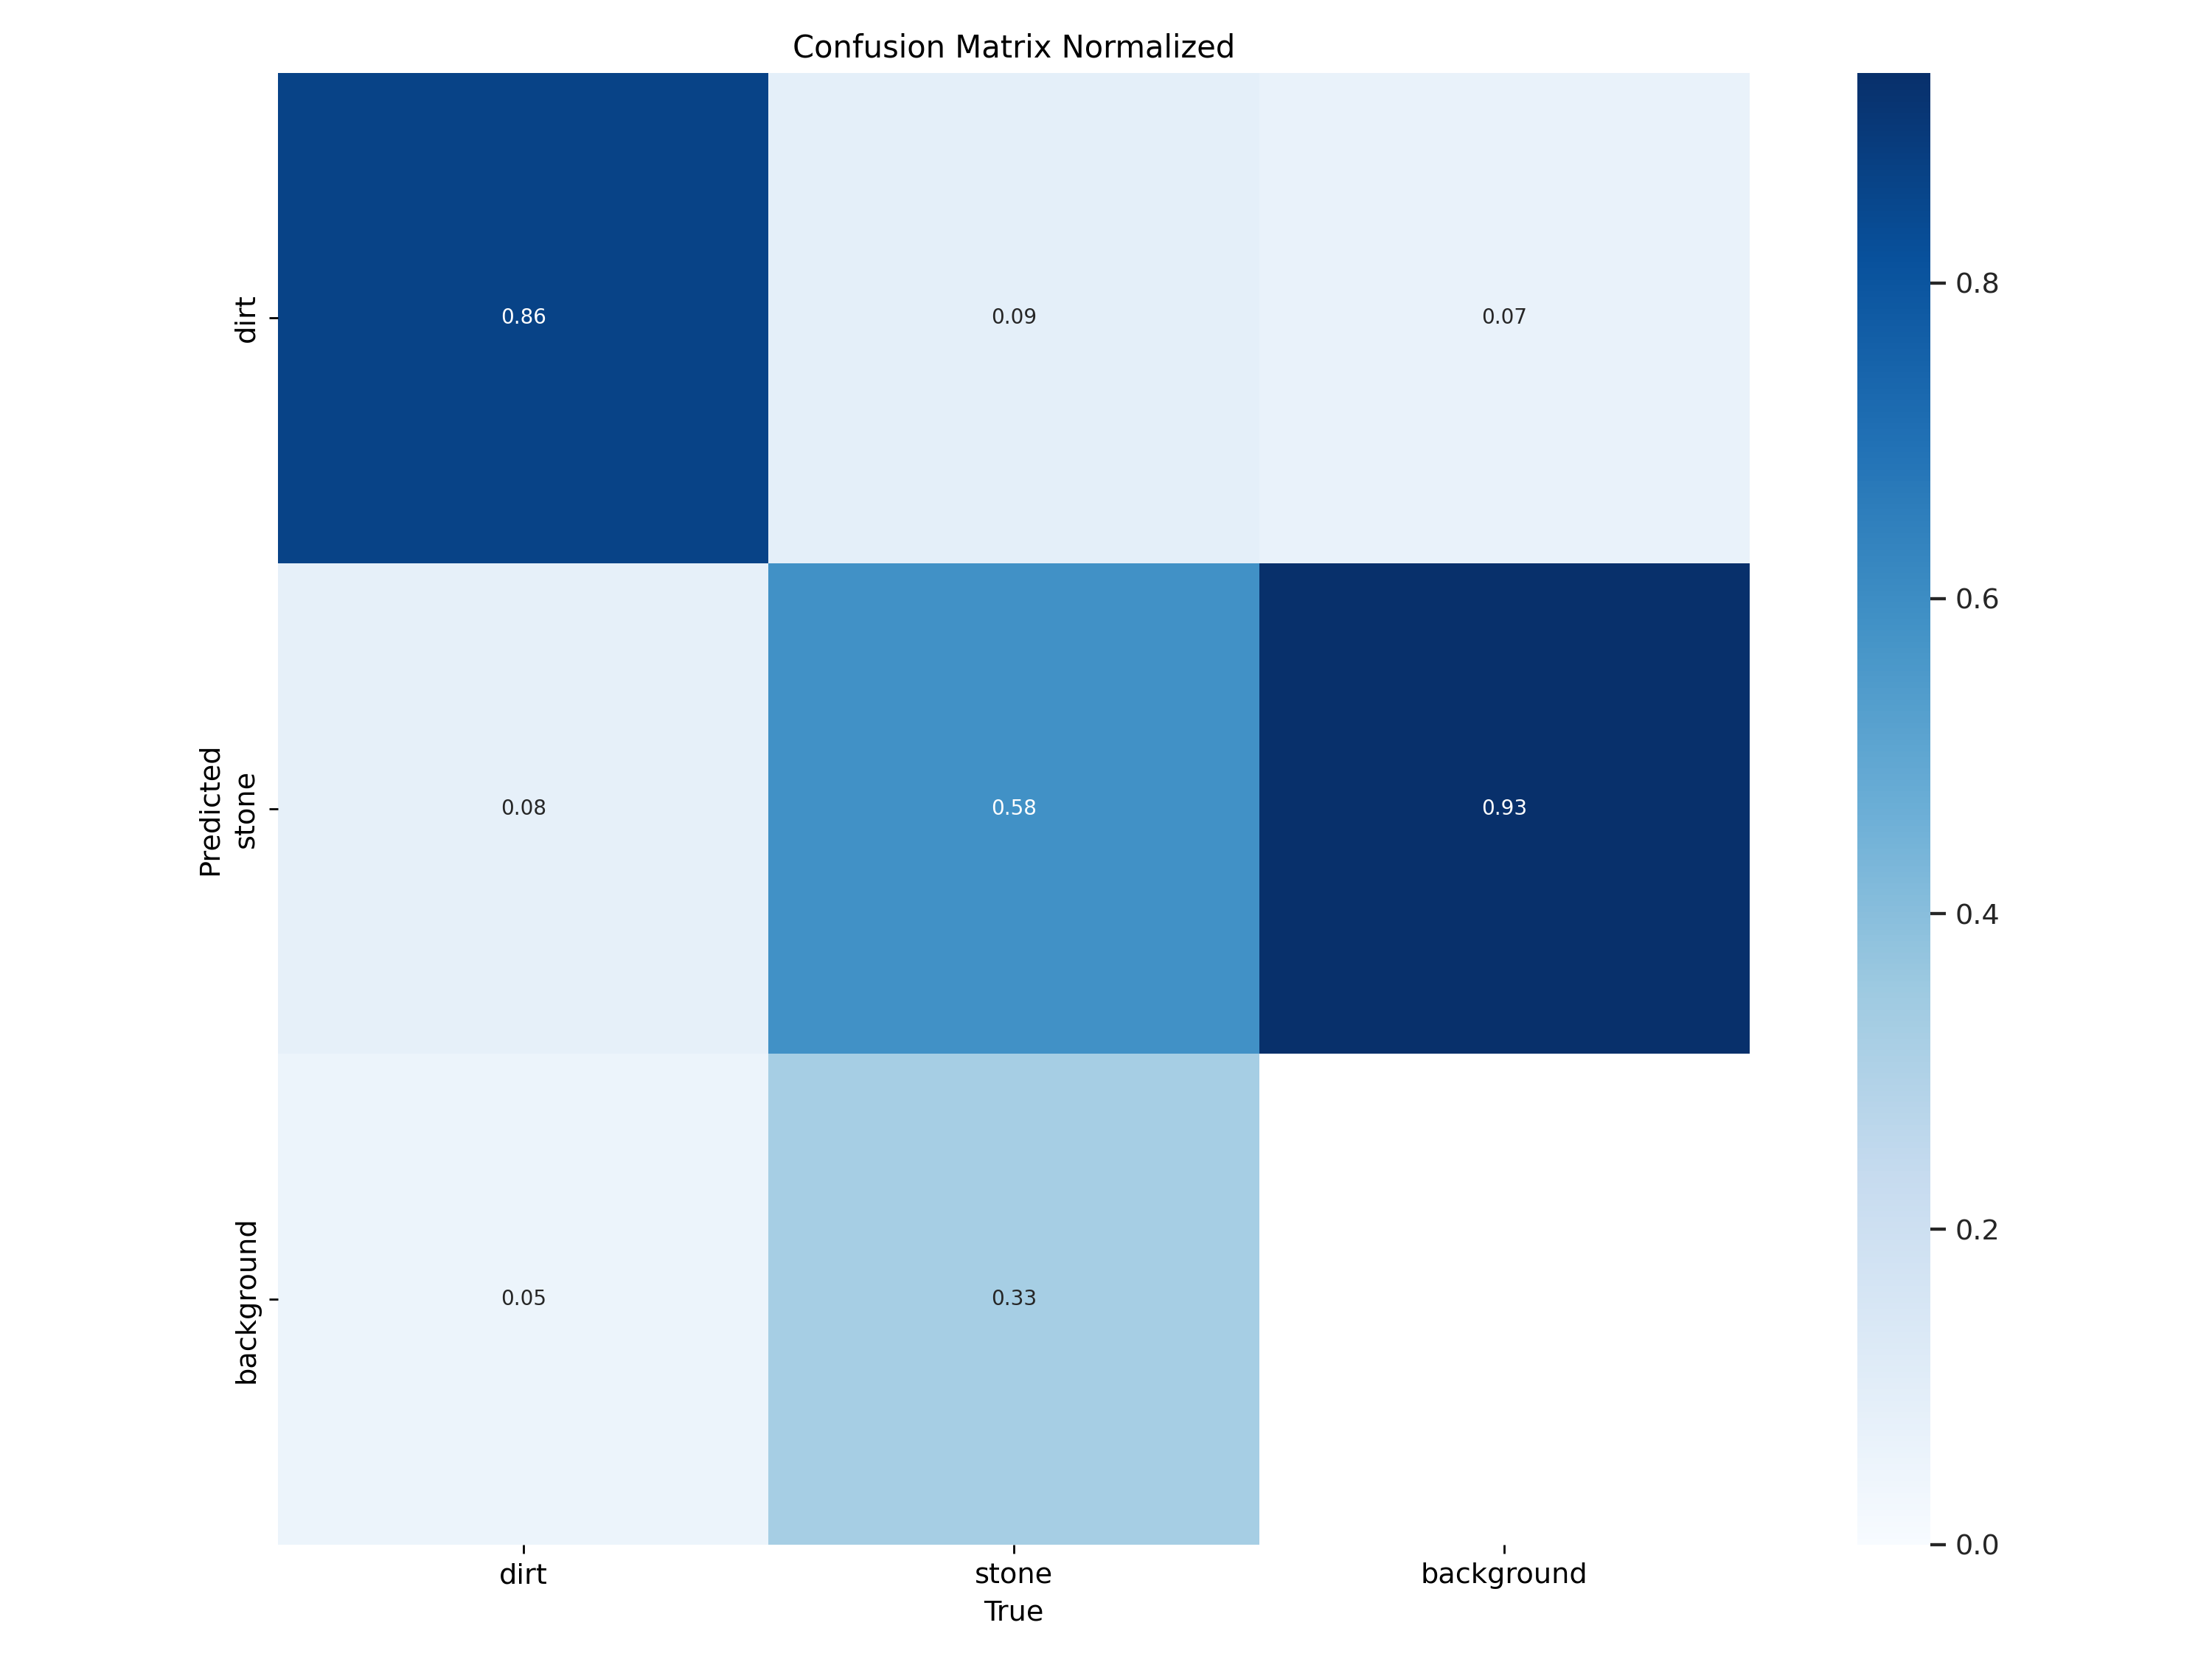 Confusion Matrix Normalized
dirt
0.86
0.09
0.07
0.8
0.6
Predicted
stone
0.08
0.58
0.93
0.4
0.2
background
0.05
0.33
0.0
dirt
stone
background
True